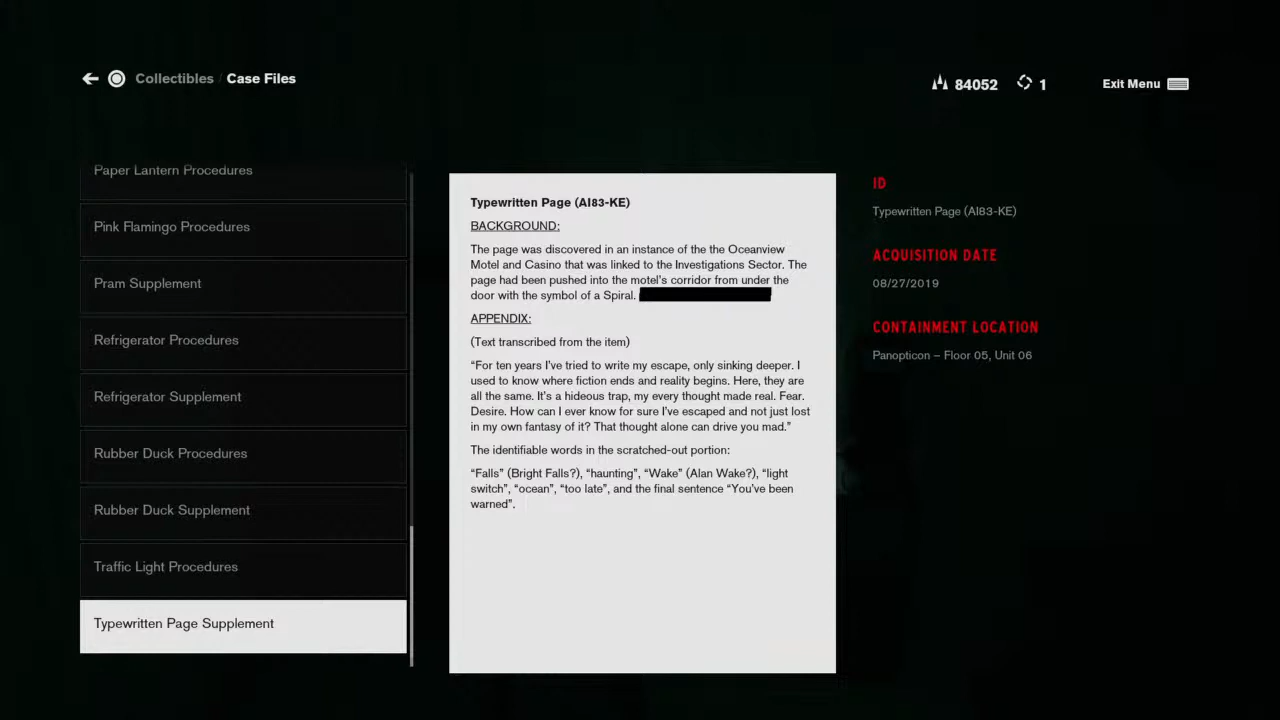 Collectibles / Case Files
84052
1
Exit Menu
Paper Lantern Procedures
Pink Flamingo Procedures
Pram Supplement
Refrigerator Procedures
Refrigerator Supplement
Rubber Duck Procedures
Rubber Duck Supplement
Traffic Light Procedures
Typewritten Page Supplement
Typewritten Page (AI83-KE)
BACKGROUND:
The page was discovered in an instance of the the Oceanview
Motel and Casino that was linked to the Investigations Sector. The
page had been pushed into the motel's corridor from under the
door with the symbol of a Spiral.
APPENDIX:
(Text transcribed from the item)
“For ten years I've tried to write my escape, only sinking deeper. I
used to know where fiction ends and reality begins. Here, they are
all the same. It's a hideous trap, my every thought made real. Fear.
Desire. How can I ever know for sure I've escaped and not just lost
in my own fantasy of it? That thought alone can drive you mad.”
The identifiable words in the scratched-out portion:
“Falls” (Bright Falls?), “haunting”, “Wake” (Alan Wake?), “light
switch”, “ocean”, “too late”, and the final sentence “You've been
warned”.
ID
Typewritten Page (AI83-KE)
ACQUISITION DATE
08/27/2019
CONTAINMENT LOCATION
Panopticon – Floor 05, Unit 06